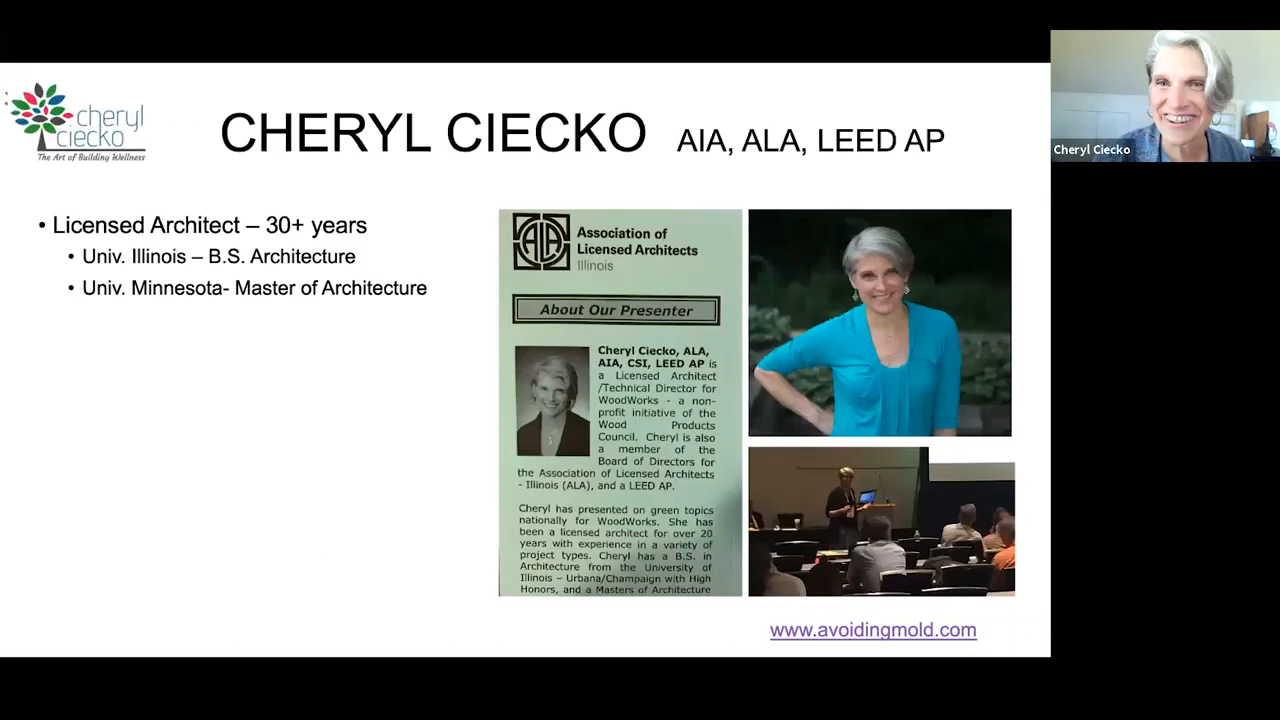 cheryl
ciecko
The Art of Building Wellness
CHERYL CIECKO AIA, ALA, LEED AP
• Licensed Architect – 30+ years
• Univ. Illinois – B.S. Architecture
• Univ. Minnesota- Master of Architecture
ALA
Association of
Licensed Architects
Illinois
About Our Presenter
Cheryl Ciecko, ALA,
AIA, CSI, LEED AP is
a Licensed Architect
/Technical Director for
WoodWorks - a non-
profit initiative of the
Wood Products
Council. Cheryl is also
a member of the
Board of Directors for
the Association of Licensed Architects
- Illinois (ALA), and a LEED AP.
Cheryl has presented on green topics
nationally for WoodWorks. She has
been a licensed architect for over 20
years with experience in a variety of
project types. Cheryl has a B.S. in
Architecture from the University of
Illinois – Urbana/Champaign with High
Honors, and a Masters of Architecture
www.avoidingmold.com
Cheryl Ciecko